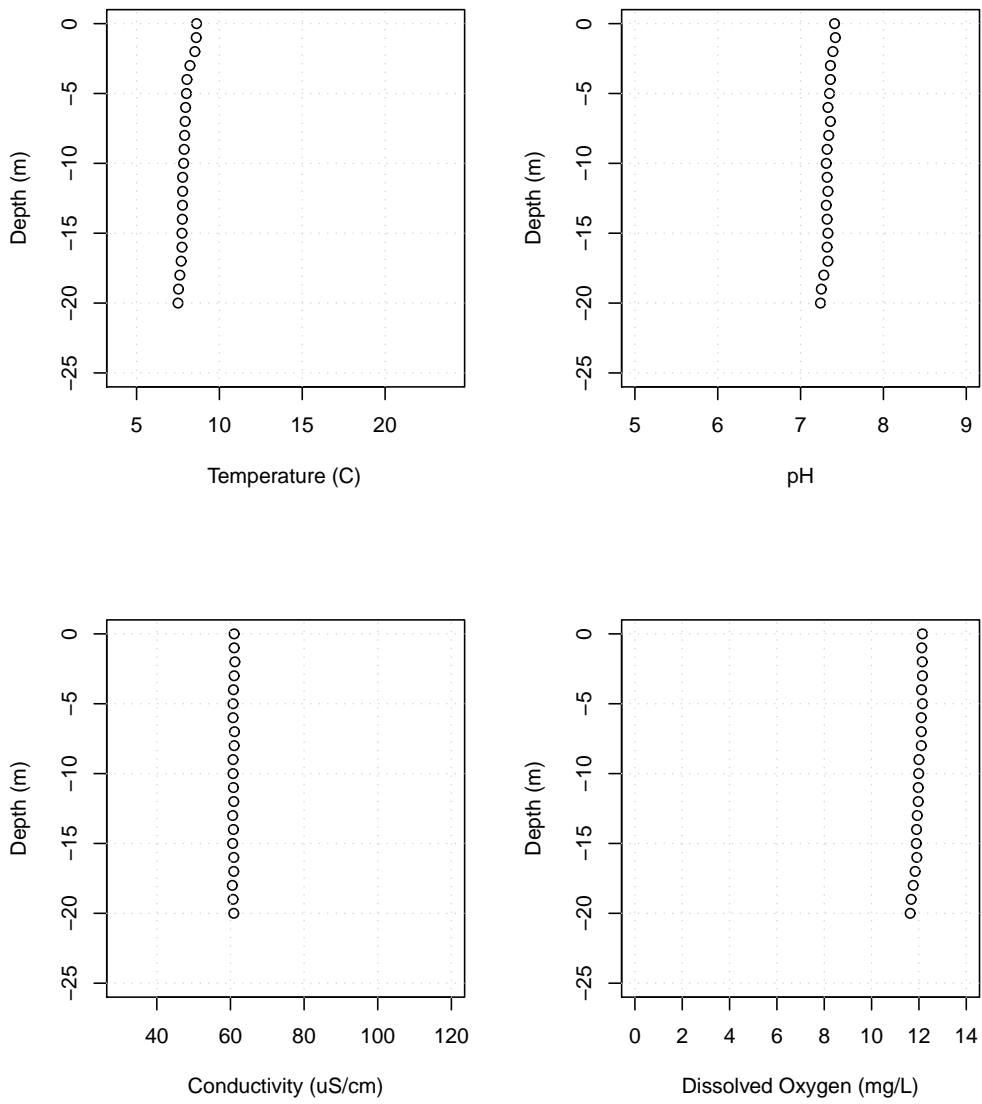 0
−5
−10
−15
−20
−25
Depth (m)
5 10 15 20
Temperature (C)
0
−5
−10
−15
−20
−25
Depth (m)
5 6 7 8 9
pH
0
−5
−10
−15
−20
−25
Depth (m)
40 60 80 100 120
Conductivity (uS/cm)
0
−5
−10
−15
−20
−25
Depth (m)
0 2 4 6 8 10 12 14
Dissolved Oxygen (mg/L)